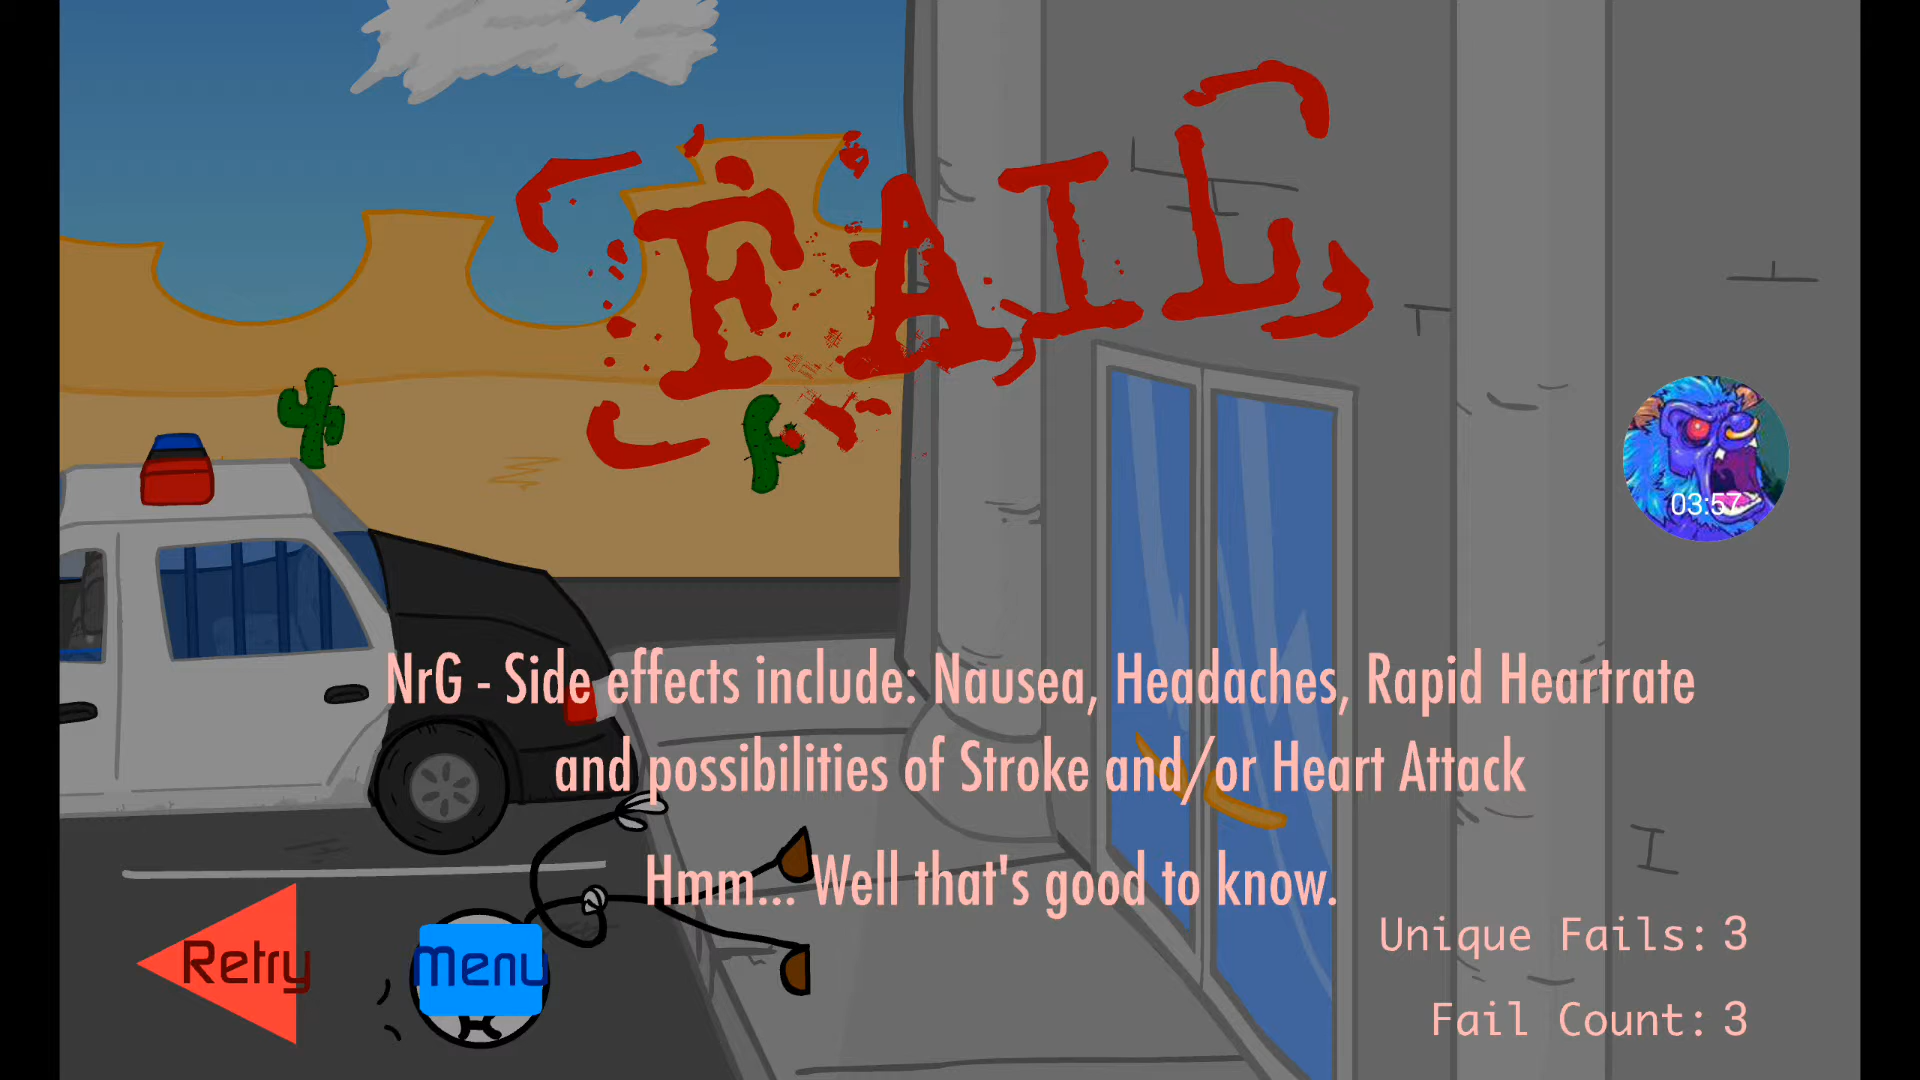 FAIL
03:57
NrG - Side effects include: Nausea, Headaches, Rapid Heartrate
and possibilities of Stroke and/or Heart Attack
Hmm... Well that's good to know.
Retry
Menu
Unique Fails: 3
Fail Count: 3